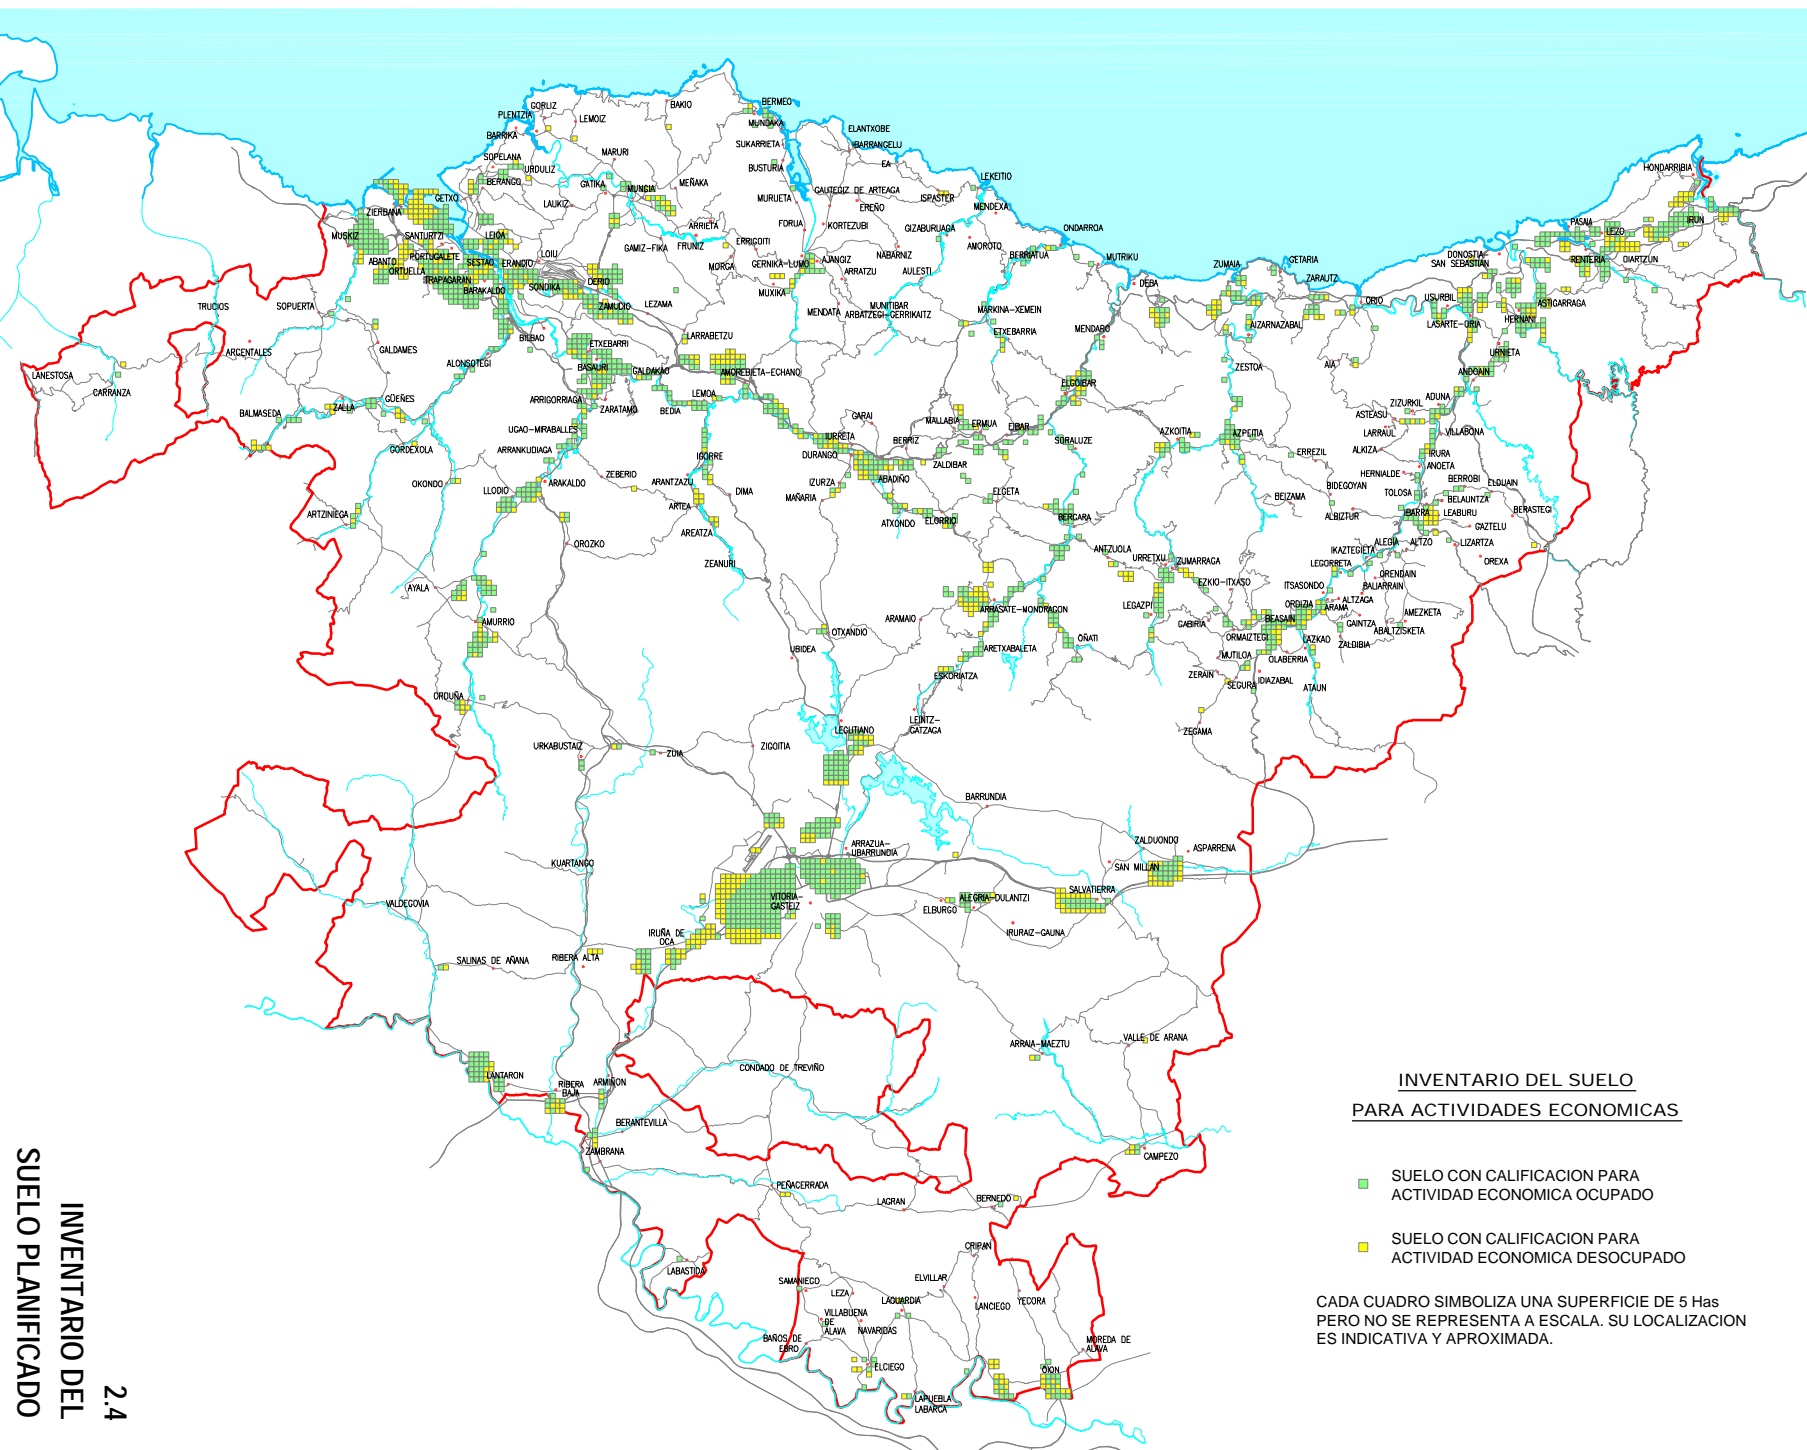 GORLIZ
PLENTZIA
BARRIKA
LEMOIZ
BAKIO
BERMEO
MUNDAKA
SUKARRIETA
BUSTURIA
MURUETA
FORUA
ELANTXOBE
IBARRANGELU
EA
LEKEITIO
MENDEXA
ISPASTER
GAUTEGIZ DE ARTEAGA
EREÑO
KORTEZUBI
NABARNIZ
GIZABURUAGA
AMOROTO
ONDARROA
BERRIATUA
MUTRIKU
DEBA
ZUMAIA
GETARIA
ZARAUTZ
ORIO
HONDARRIBIA
IRUN
PASAIA
LEZO
RENTERIA
OIARTZUN
DONOSTIA-
SAN SEBASTIAN
USURBIL
ASTIGARRAGA
LASARTE-ORIA
HERNANI
URNIETA
ANDOAIN
SOPELANA
URDULIZ
BERANGO
GETXO
MARURI
GATIKA
MUNGIA
MEÑAKA
LAUKIZ
ARRIETA
FRUNIZ
GAMIZ-FIKA
ERRIGOITI
MORGA
GERNIKA-LUMO
AJANGIZ
ARRATZU
MUXIKA
MENDATA
AULESTI
MUNITIBAR
ARBATZEGI-GERRIKAITZ
MARKINA-XEMEIN
ETXEBARRIA
MENDARO
ZIERBANA
MUSKIZ
SANTURTZI
ABANTO
PORTUGALETE
ORTUELLA
SESTAO
TRAPAGARAN
BARAKALDO
LEIOA
ERANDIO
LOIU
SONDIKA
DERIO
ZAMUDIO
LEZAMA
LARRABETZU
BILBAO
ETXEBARRI
BASAURI
GALDAKAO
AMOREBIETA-ECHANO
TRUCIOS
SOPUERTA
ARCENTALES
GALDAMES
ALONSOTEGI
LANESTOSA
CARRANZA
BALMASEDA
ZALLA
GÜEÑES
GORDEXOLA
ARRIGORRIAGA
ZARATAMO
UGAO-MIRABALLES
ARRANKUDIAGA
BEDIA
LEMOA
IGORRE
ZEBERIO
ARANTZAZU
DIMA
ARTEA
AREATZA
ZEANURI
GARAI
IURRETA
DURANGO
BERRIZ
MALLABIA
ERMUA
EIBAR
ELGOIBAR
ZALDIBAR
SORALUZE
ABADIÑO
IZURZA
MAÑARIA
ATXONDO
ELORRIO
ELGETA
BERGARA
AIZARNAZABAL
ZESTOA
AIA
AZKOITIA
AZPEITIA
ERREZIL
BEIZAMA
BIDEGOYAN
ALBIZTUR
ASTEASU
ZIZURKIL
ADUNA
LARRAUL
VILLABONA
ALKIZA
IRURA
ANOETA
HERNIALDE
TOLOSA
BERROBI
ELDUAIN
BELAUNTZA
IBARRA
LEABURU
BERASTEGI
GAZTELU
LIZARTZA
OREXA
ALEGIA
ALTZO
IKAZTEGIETA
LEGORRETA
ORENDAIN
BALIARRAIN
ITSASONDO
ORDIZIA
ALTZAGA
ARAMA
GAINTZA
AMEZKETA
ABALTZISKETA
ZALDIBIA
BEASAIN
LAZKAO
OLABERRIA
ATAUN
IDIAZABAL
SEGURA
ZERAIN
MUTILOA
ORMAIZTEGI
GABIRIA
ZEGAMA
EZKIO-ITXASO
ZUMARRAGA
URRETXU
ANTZUOLA
LEGAZPI
OÑATI
ARRASATE-MONDRAGON
ARETXABALETA
ESKORIATZA
LEINTZ-
GATZAGA
ARAMAIO
OTXANDIO
UBIDEA
LEGUTIANO
OKONDO
ARTZINIEGA
LLODIO
ARAKALDO
OROZKO
AYALA
AMURRIO
ORDUÑA
URKABUSTAIZ
ZUIA
ZIGOITIA
BARRUNDIA
ARRAZUA-
UBARRUNDIA
ZALDUONDO
ASPARRENA
SAN MILLAN
SALVATIERRA
ALEGRIA-DULANTZI
ELBURGO
IRURAIZ-GAUNA
VITORIA-
GASTEIZ
IRUÑA DE
OCA
KUARTANGO
VALDEGOVIA
SALINAS DE AÑANA
RIBERA ALTA
LANTARON
RIBERA
BAJA
ARMIÑON
BERANTEVILLA
ZAMBRANA
CONDADO DE TREVIÑO
ARRAIA-MAEZTU
VALLE DE ARANA
CAMPEZO
PEÑACERRADA
LAGRAN
BERNEDO
LABASTIDA
SAMANIEGO
LEZA
ELVILLAR
CRIPAN
LAGUARDIA
LANCIEGO
YECORA
VILLABUENA
DE
ALAVA
NAVARIDAS
BAÑOS DE
EBRO
ELCIEGO
LAPUEBLA
LABARCA
OION
MOREDA DE
ALAVA
INVENTARIO DEL SUELO
PARA ACTIVIDADES ECONOMICAS
SUELO CON CALIFICACION PARA
ACTIVIDAD ECONOMICA OCUPADO
SUELO CON CALIFICACION PARA
ACTIVIDAD ECONOMICA DESOCUPADO
CADA CUADRO SIMBOLIZA UNA SUPERFICIE DE 5 Has
PERO NO SE REPRESENTA A ESCALA. SU LOCALIZACION
ES INDICATIVA Y APROXIMADA.
2.4
INVENTARIO DEL
SUELO PLANIFICADO